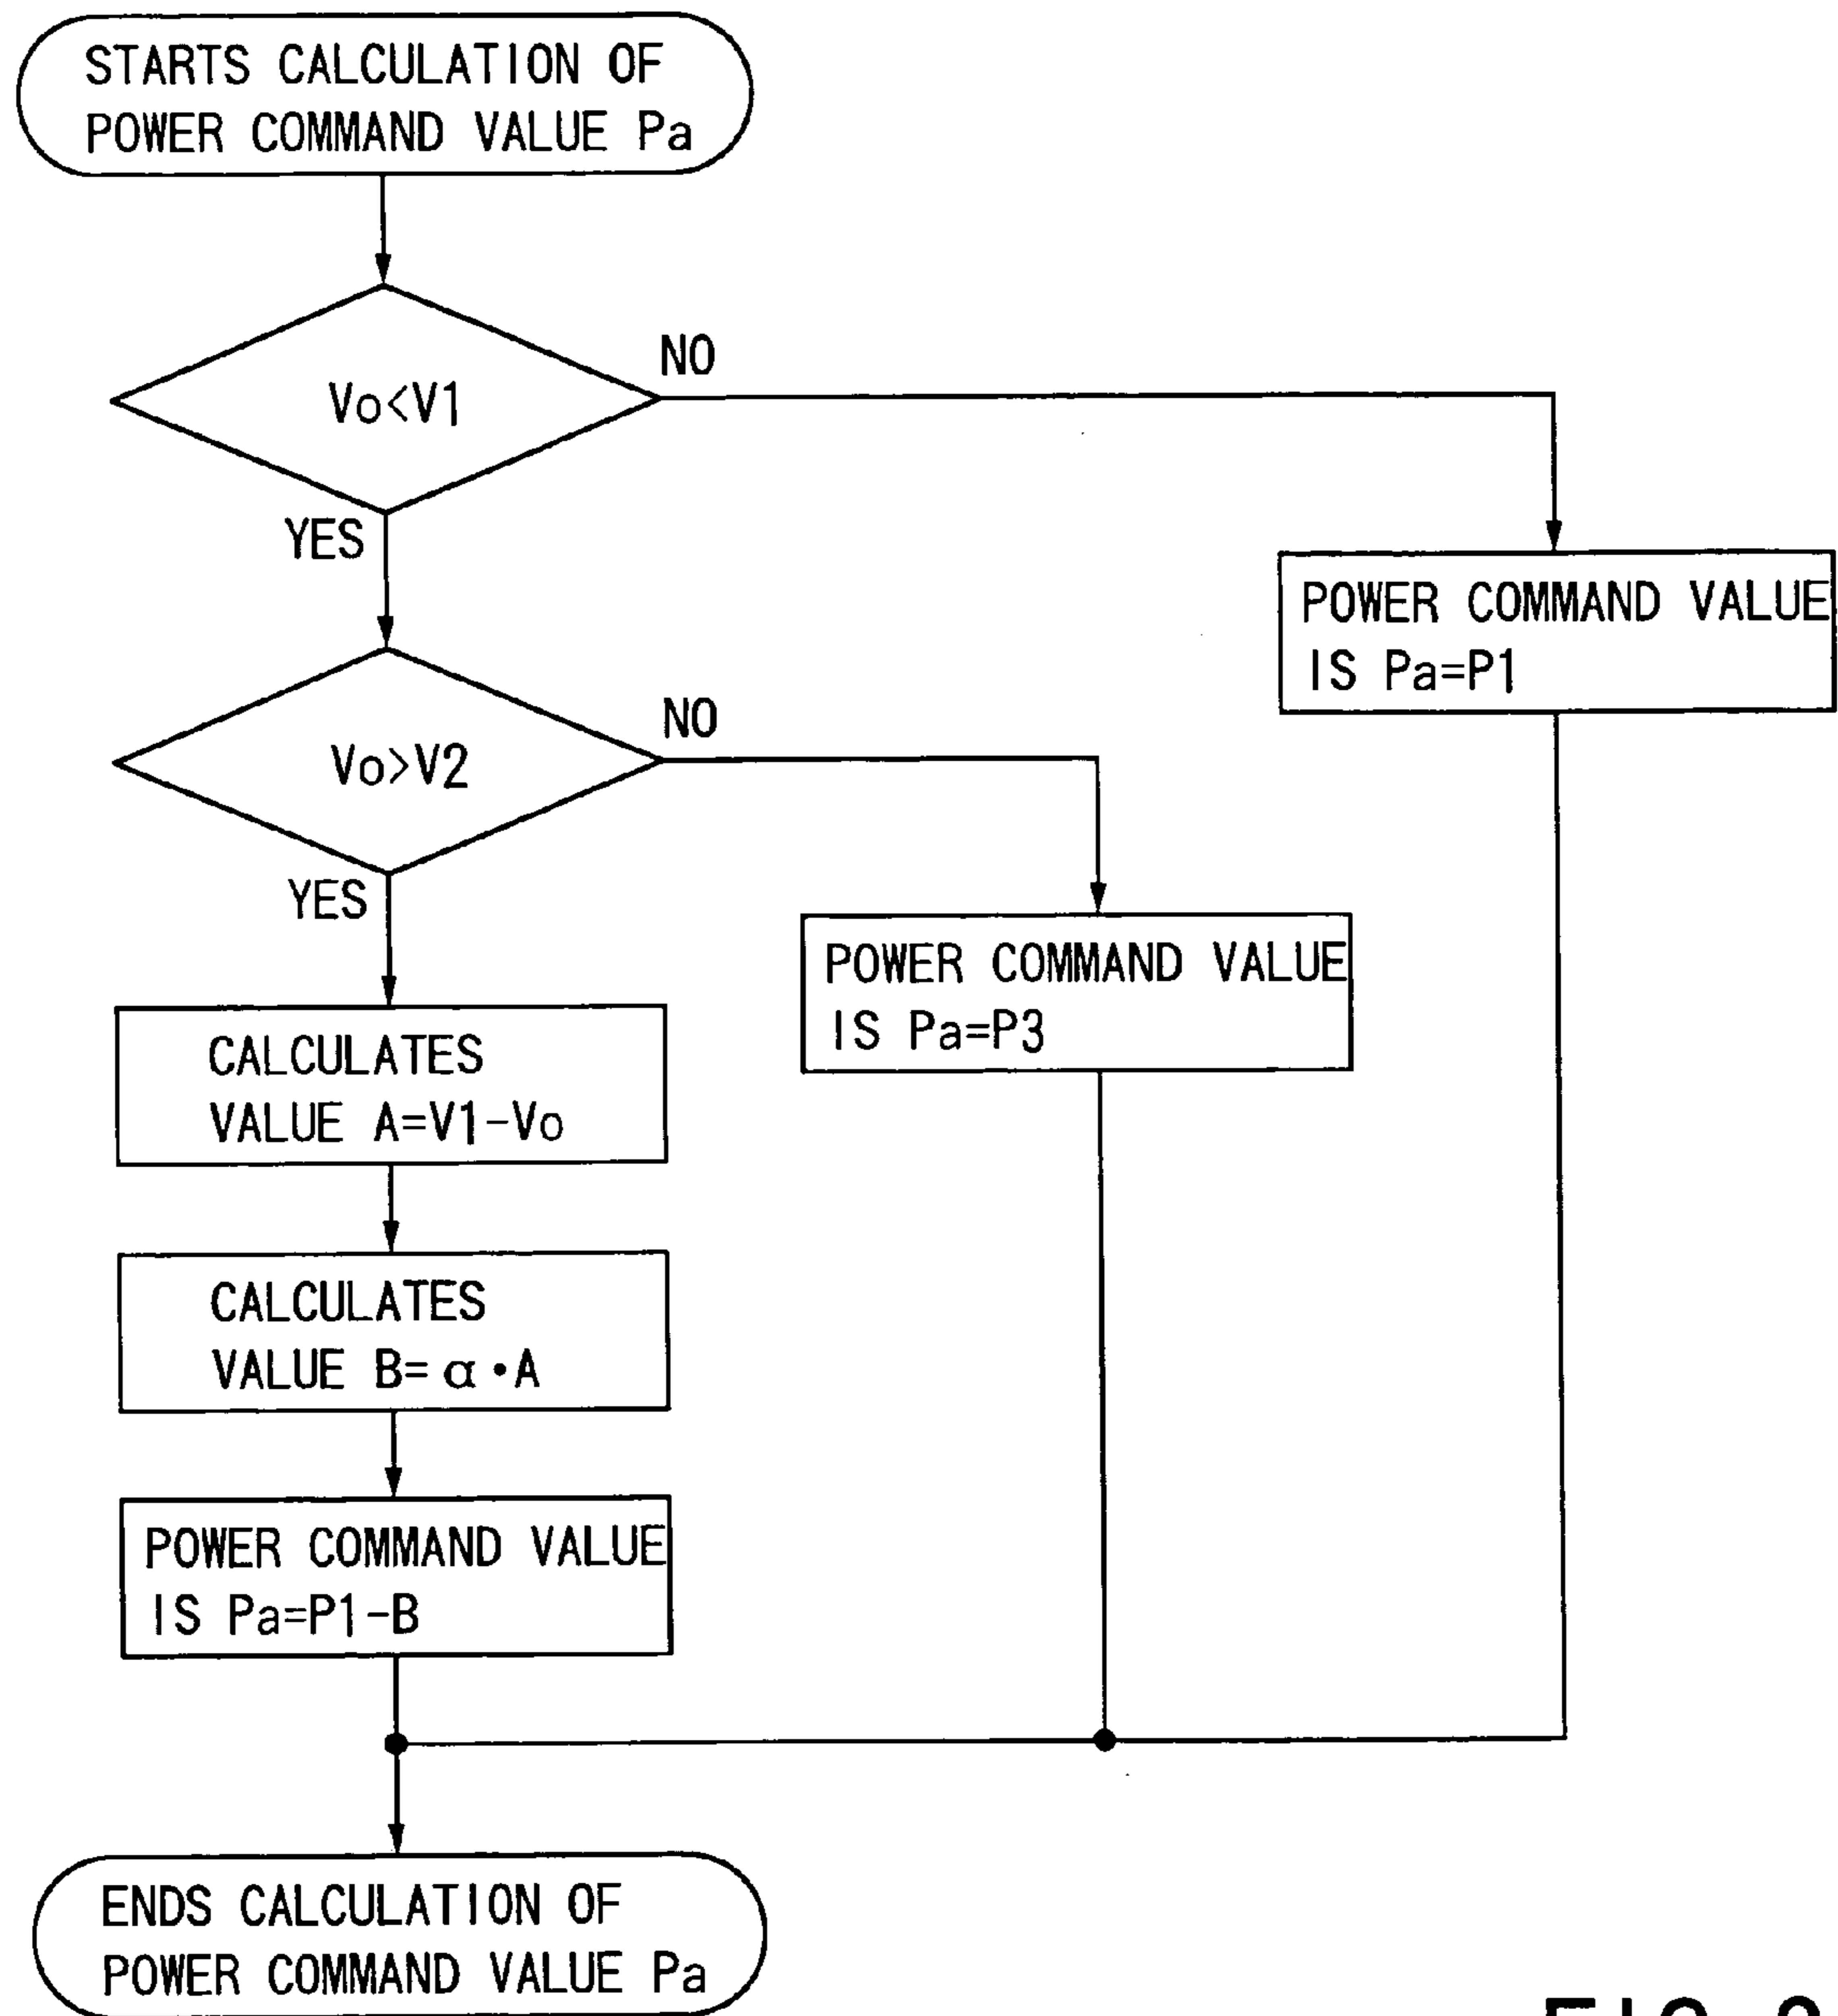 STARTS CALCULATION OF
POWER COMMAND VALUE Pa
Vo<V1
NO
YES
POWER COMMAND VALUE
IS Pa=P1
Vo>V2
NO
YES
POWER COMMAND VALUE
IS Pa=P3
CALCULATES
VALUE A=V1-Vo
CALCULATES
VALUE B= α・A
POWER COMMAND VALUE
IS Pa=P1-B
ENDS CALCULATION OF
POWER COMMAND VALUE Pa